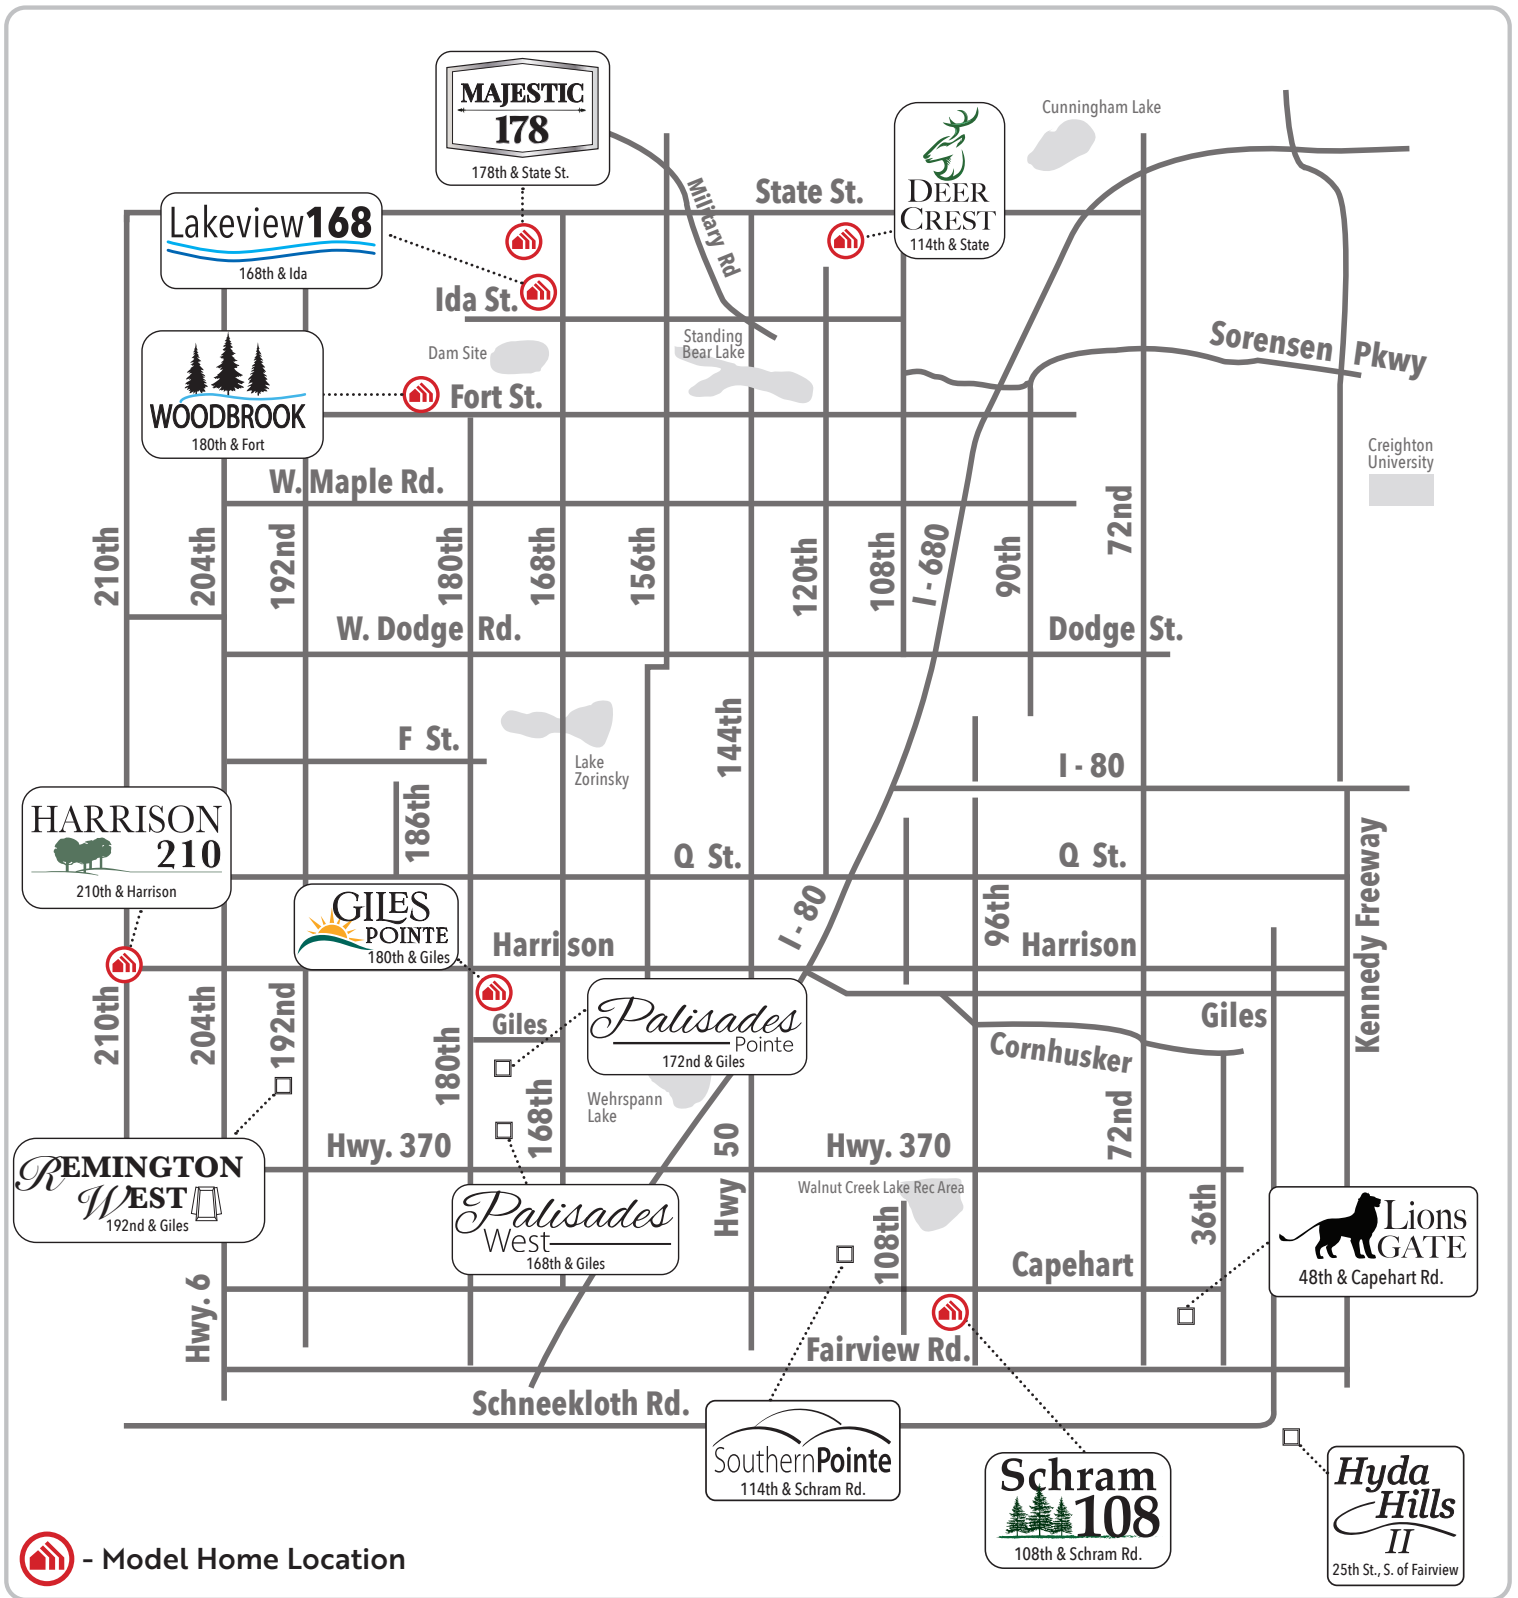 Cunningham Lake
MAJESTIC
178
178th & State St.
Military Rd
State St.
DEER
CREST
114th & State
Lakeview168
168th & Ida
Ida St.
Dam Site
Standing
Bear Lake
Sorensen Pkwy
WOODBROOK
180th & Fort
Fort St.
Creighton
University
W. Maple Rd.
210th
204th
192nd
180th
168th
156th
120th
108th
I - 680
90th
72nd
W. Dodge Rd.
Dodge St.
144th
F St.
Lake
Zorinsky
I - 80
186th
HARRISON
210
210th & Harrison
Q St.
Q St.
Kennedy Freeway
GILES
POINTE
180th & Giles
I - 80
96th
Harrison
Harrison
210th
204th
192nd
180th
Giles
Palisades
Pointe
172nd & Giles
Giles
Cornhusker
Wehrspann
Lake
168th
72nd
REMINGTON
WEST
192nd & Giles
Hwy. 370
Hwy 50
Hwy. 370
Walnut Creek Lake Rec Area
Palisades
West
168th & Giles
108th
36th
Lions
GATE
48th & Capehart Rd.
Capehart
Hwy. 6
Fairview Rd.
Schneekloth Rd.
SouthernPointe
114th & Schram Rd.
Schram
108
108th & Schram Rd.
Hyda
Hills
II
25th St., S. of Fairview
- Model Home Location